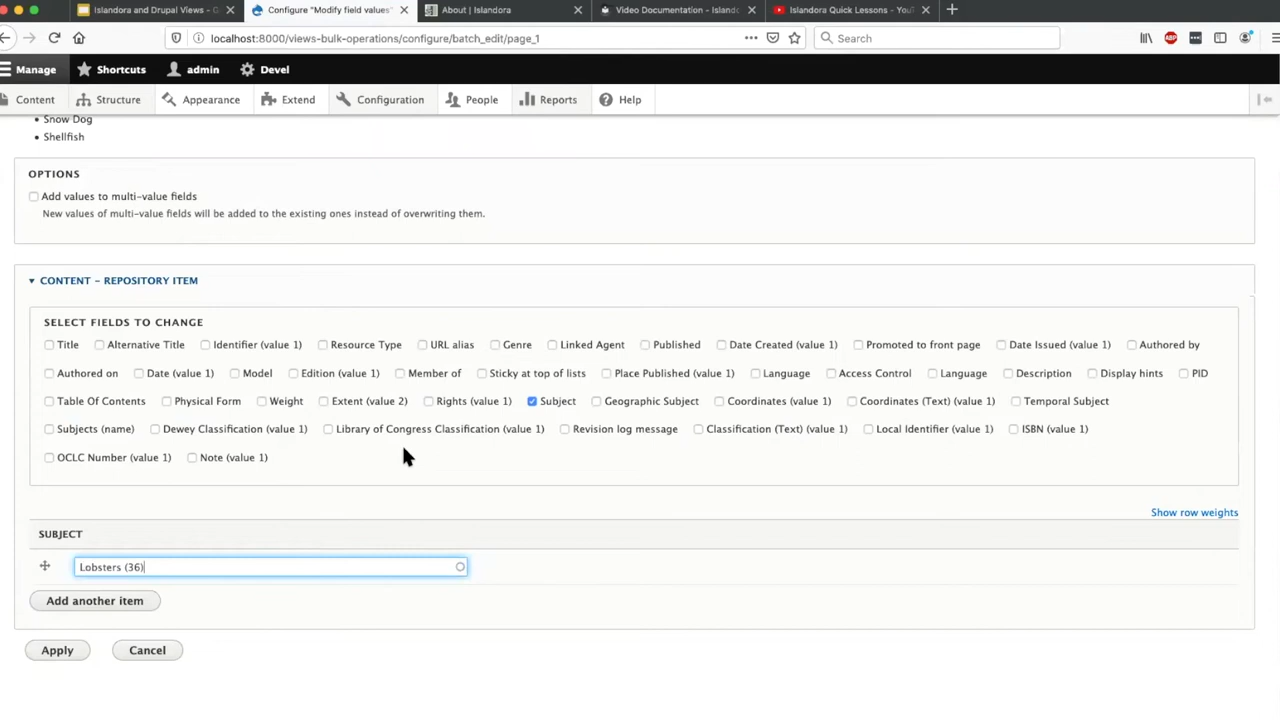 Islandora and Drupal Views - G
Configure "Modify field values"
About | Islandora
Video Documentation - Island
Islandora Quick Lessons - You
localhost:8000/views-bulk-operations/configure/batch_edit/page_1
Search
Manage Shortcuts admin Devel
Content Structure Appearance Extend Configuration People Reports Help
Snow Dog
Shellfish
OPTIONS
Add values to multi-value fields
New values of multi-value fields will be added to the existing ones instead of overwriting them.
CONTENT - REPOSITORY ITEM
SELECT FIELDS TO CHANGE
Title Alternative Title Identifier (value 1) Resource Type URL alias Genre Linked Agent Published Date Created (value 1) Promoted to front page Date Issued (value 1) Authored by
Authored on Date (value 1) Model Edition (value 1) Member of Sticky at top of lists Place Published (value 1) Language Access Control Language Description Display hints PID
Table Of Contents Physical Form Weight Extent (value 2) Rights (value 1) Subject Geographic Subject Coordinates (value 1) Coordinates (Text) (value 1) Temporal Subject
Subjects (name) Dewey Classification (value 1) Library of Congress Classification (value 1) Revision log message Classification (Text) (value 1) Local Identifier (value 1) ISBN (value 1)
OCLC Number (value 1) Note (value 1)
Show row weights
SUBJECT
Lobsters (36)
Add another item
Apply Cancel